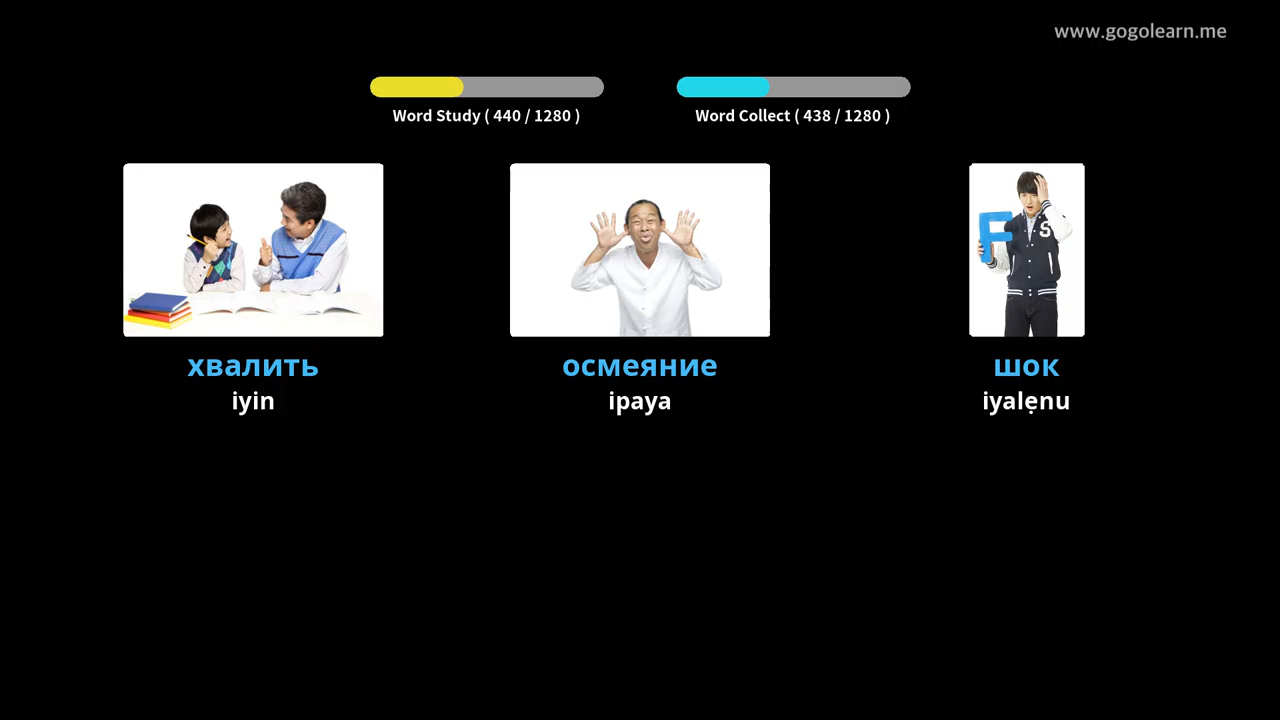 www.gogolearn.me
Word Study ( 440 / 1280 )
Word Collect ( 438 / 1280 )
хвалить
iyin
осмеяние
ipaya
F
S
шок
iyalẹnu